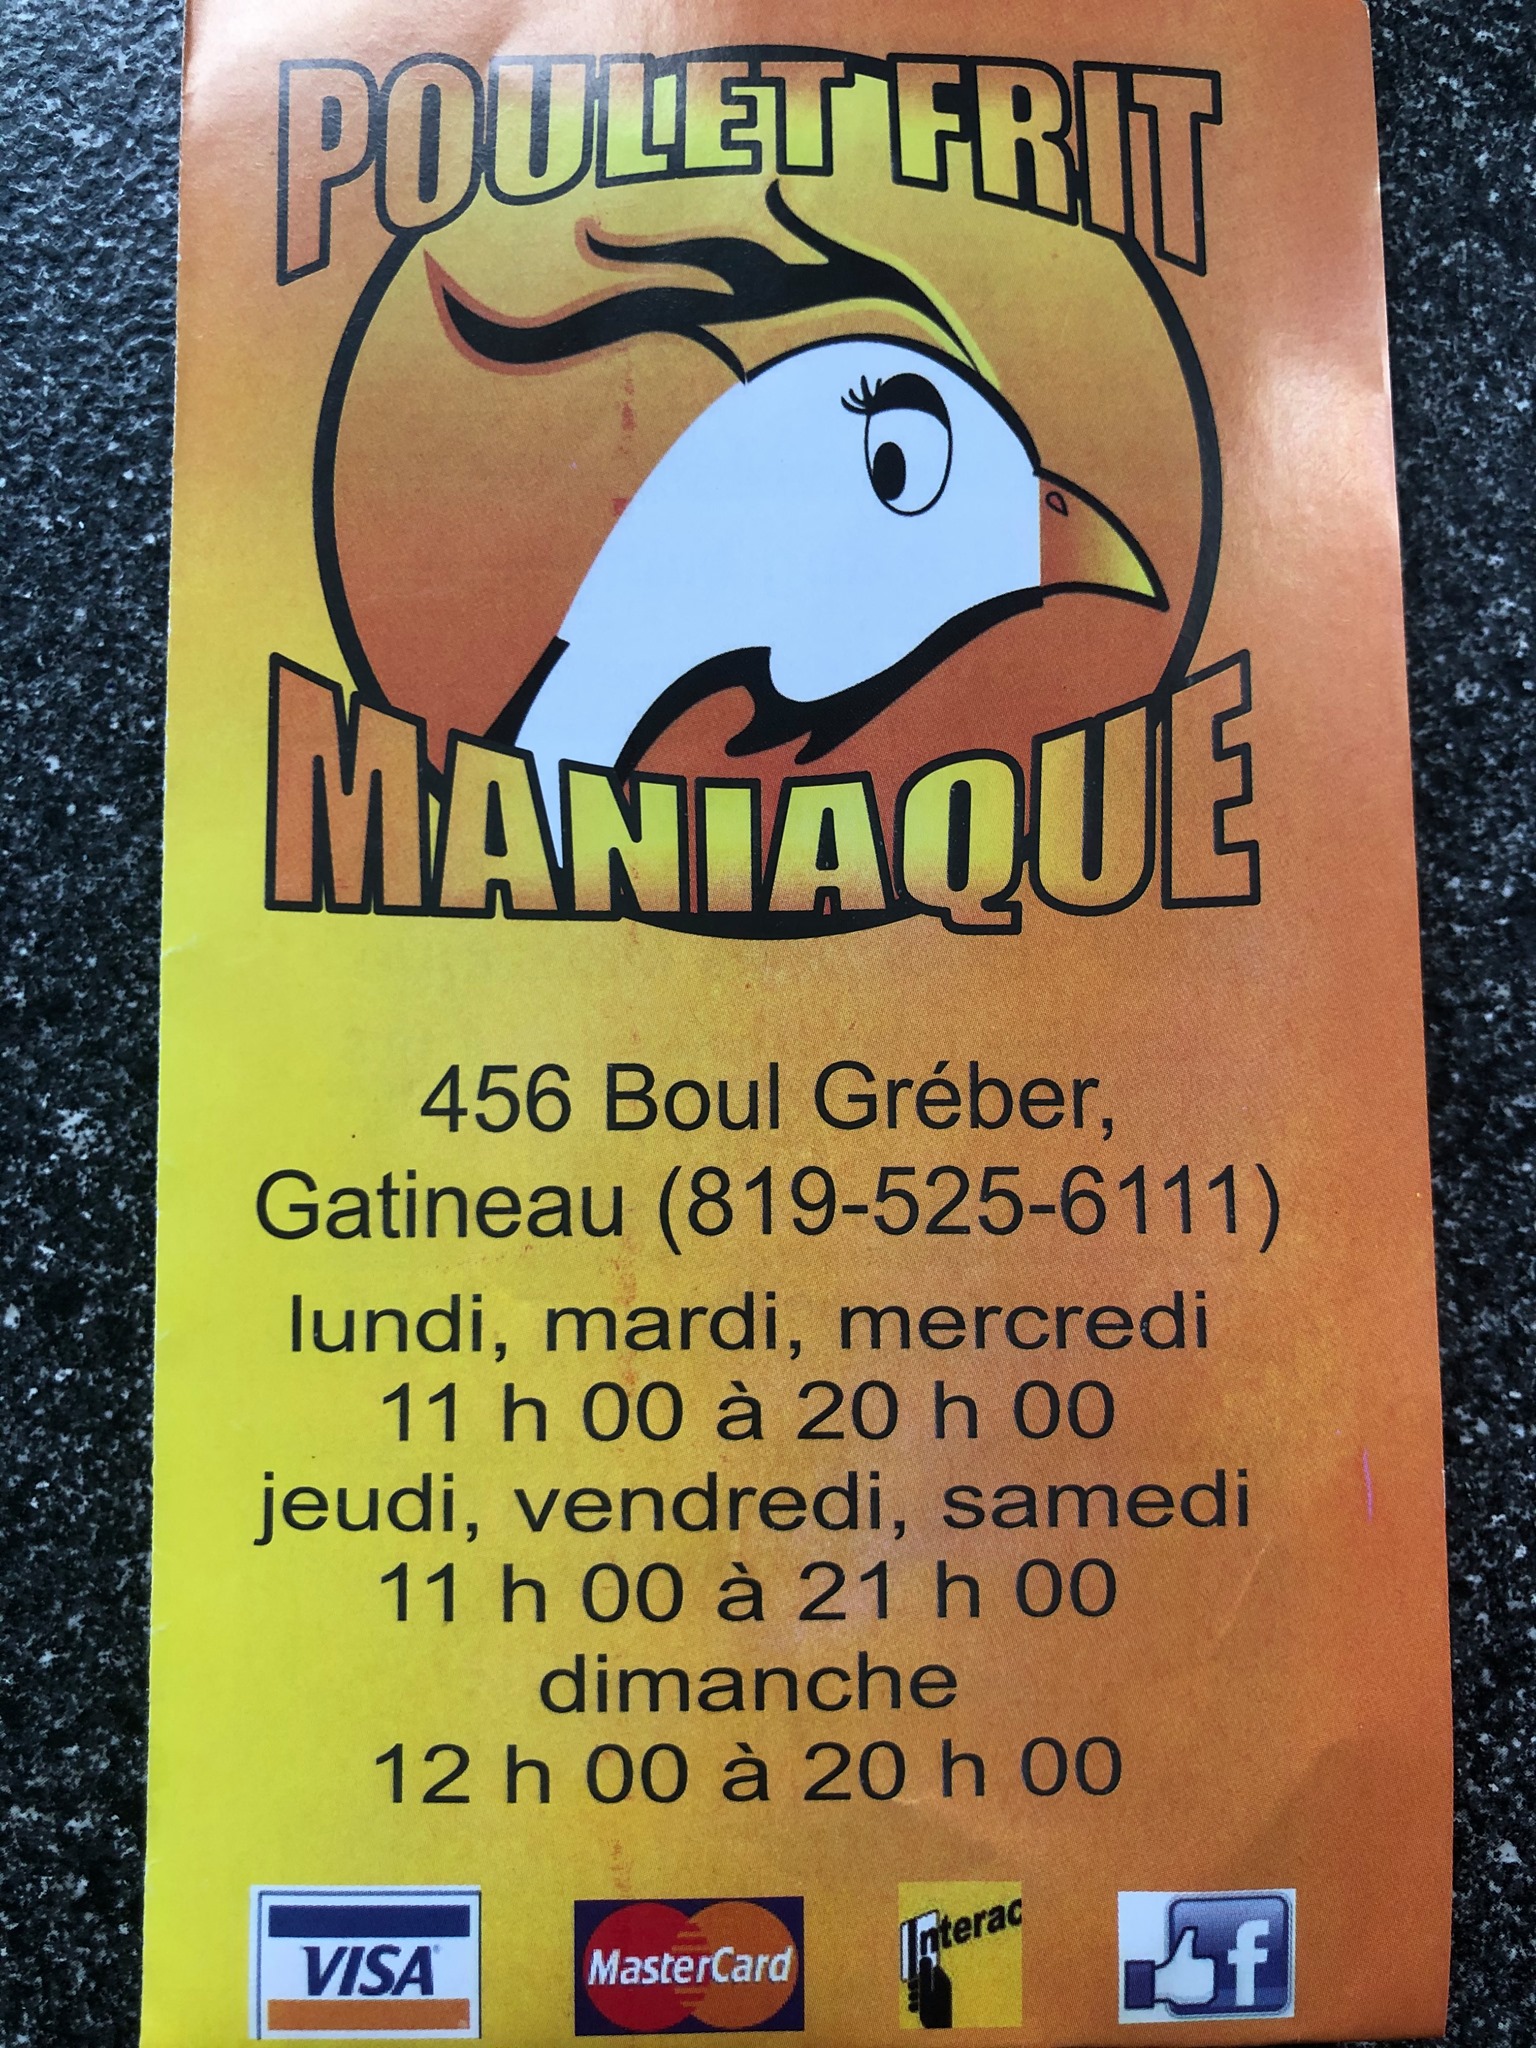 POULET FRIT
MANIAQUE
456 Boul Gréber,
Gatineau (819-525-6111)
lundi, mardi, mercredi
11 h 00 à 20 h 00
jeudi, vendredi, samedi
11 h 00 à 21 h 00
dimanche
12 h 00 à 20 h 00
VISA MasterCard Interac f